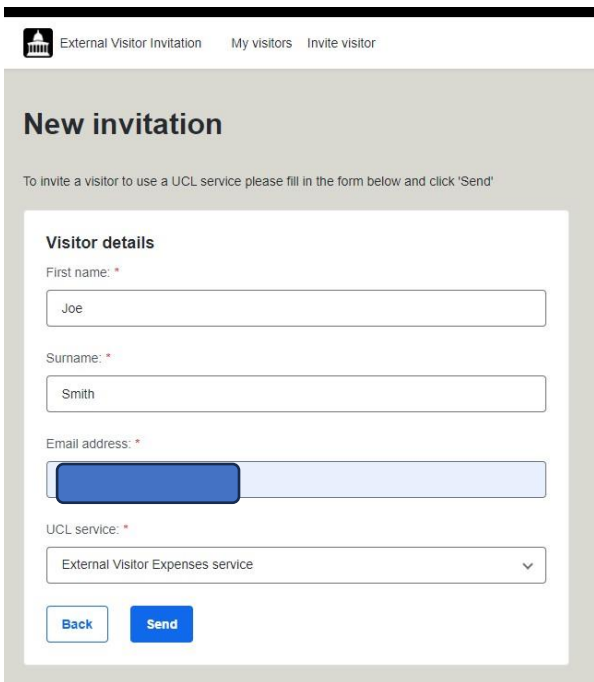 External Visitor Invitation My visitors Invite visitor
New invitation
To invite a visitor to use a UCL service please fill in the form below and click 'Send'
Visitor details
First name: *
Joe
Surname: *
Smith
Email address: *
UCL service: *
External Visitor Expenses service
Back Send